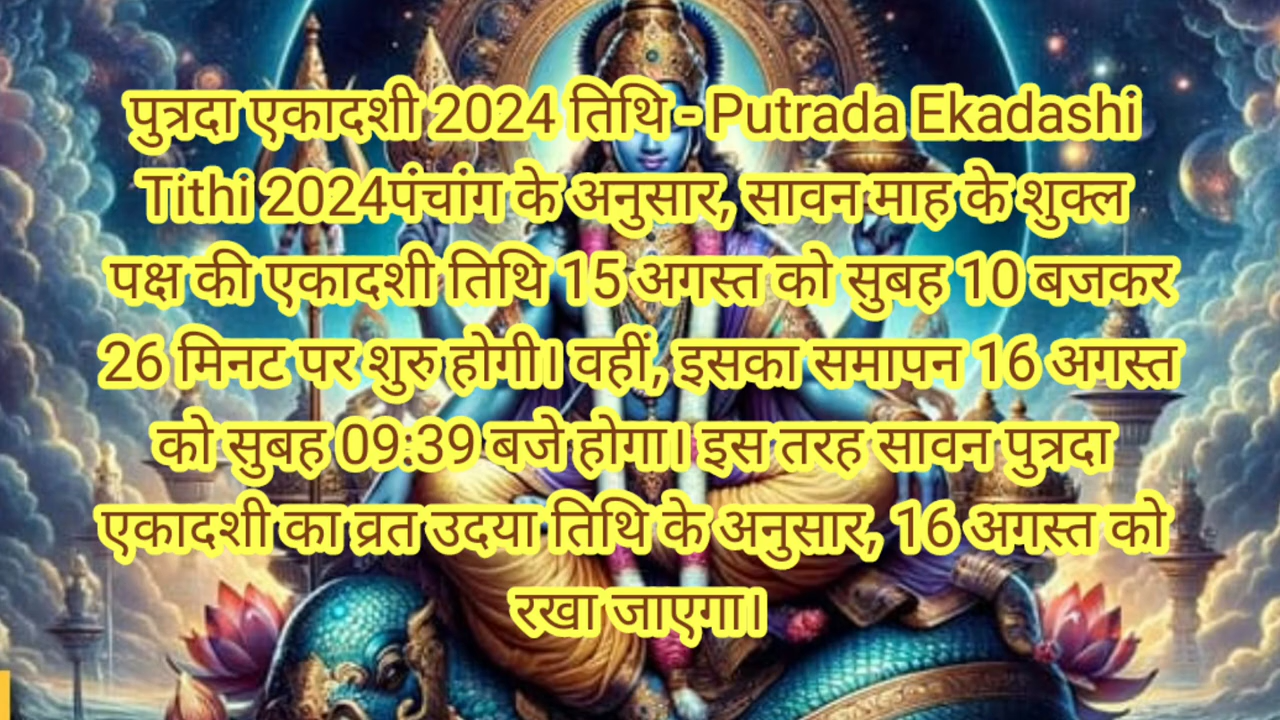 पुत्रदा एकादशी 2024 तिथि - Putrada Ekadashi
Tithi 2024पंचांग के अनुसार, सावन माह के शुक्ल
पक्ष की एकादशी तिथि 15 अगस्त को सुबह 10 बजकर
26 मिनट पर शुरु होगी। वहीं, इसका समापन 16 अगस्त
को सुबह 09:39 बजे होगा। इस तरह सावन पुत्रदा
एकादशी का व्रत उदया तिथि के अनुसार, 16 अगस्त को
रखा जाएगा।